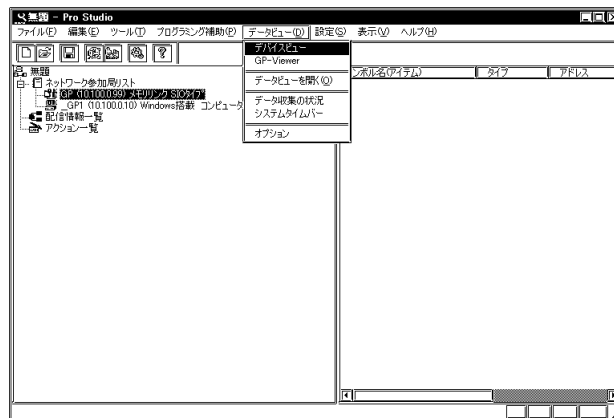 無題 - Pro Studio
ファイル(F) 編集(E) ツール(T) プログラミング補助(P) データビュー(D) 設定(S) 表示(V) ヘルプ(H)
デバイスビュー
GP-Viewer
データビューを開く(O)
データ収集の状況
システムタイムバー
オプション
無題
ネットワーク参加局リスト
GP (10.100.0.99) メモリリンク SIOタイプ
_GP1 (10.100.0.10) Windows搭載 コンピュータ
配信情報一覧
アクション一覧
ンボル名(アイテム) タイプ アドレス